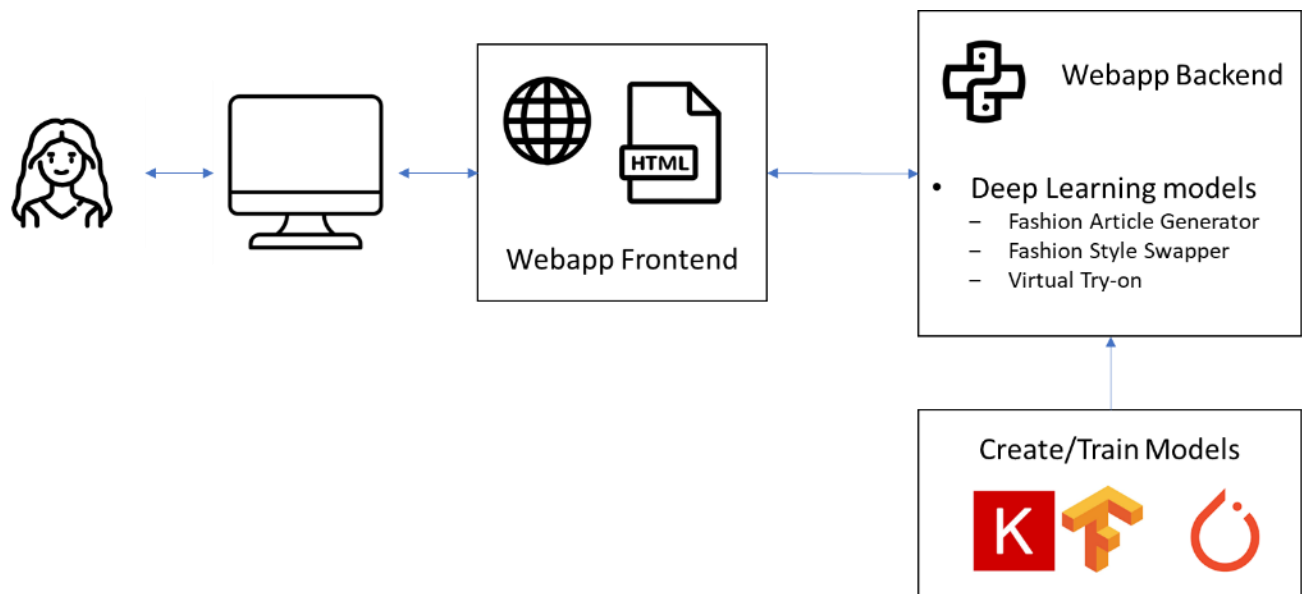 HTML
Webapp Frontend
Webapp Backend
• Deep Learning models
– Fashion Article Generator
– Fashion Style Swapper
– Virtual Try-on
Create/Train Models
K